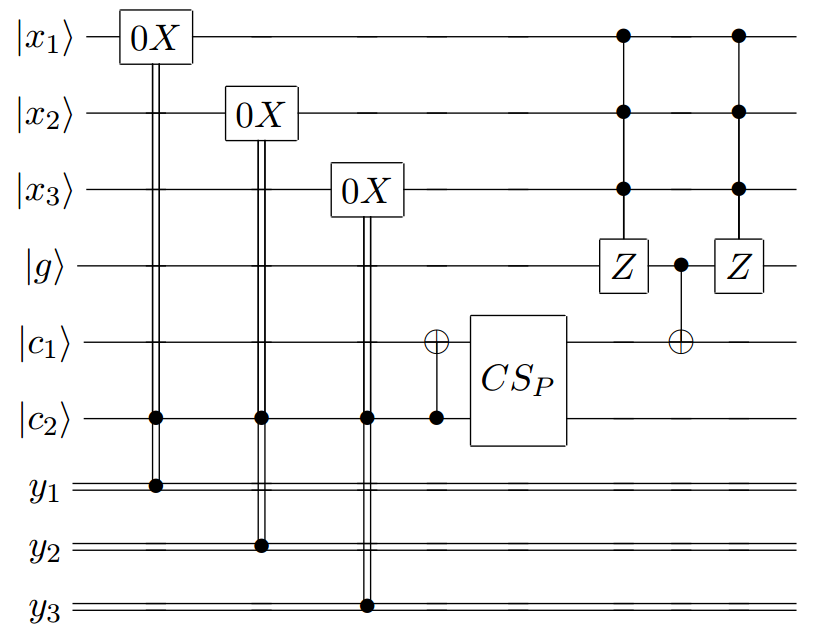 |x₁⟩ 0X
|x₂⟩ 0X
|x₃⟩ 0X
|g⟩ Z Z
|c₁⟩
CS_P
|c₂⟩
y₁
y₂
y₃